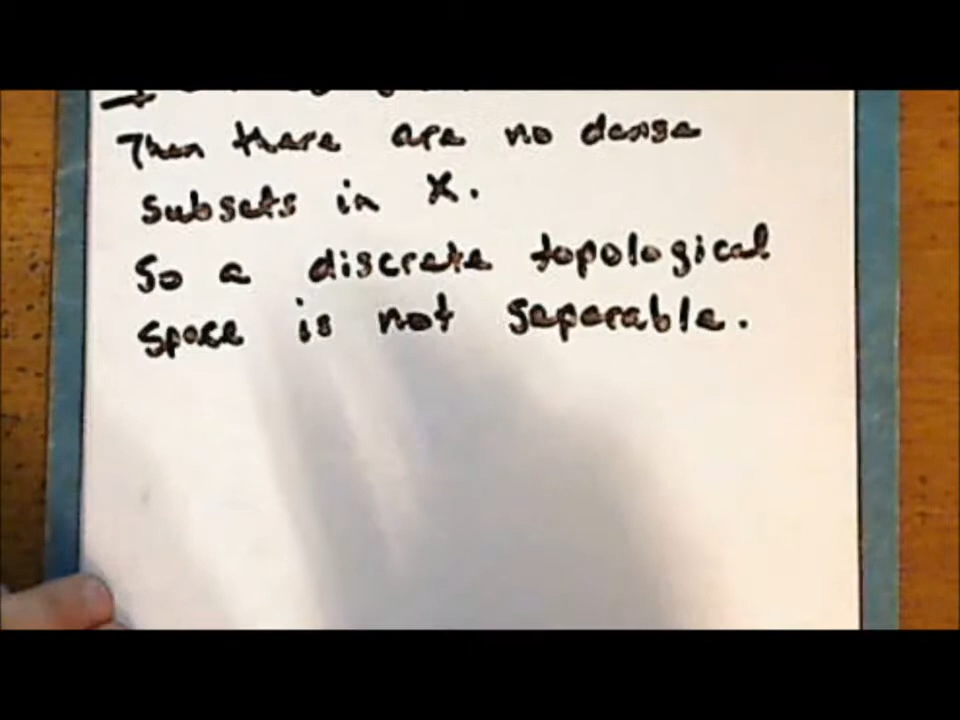 Then there are no dense
subsets in X.
So a discrete topological
space is not separable.